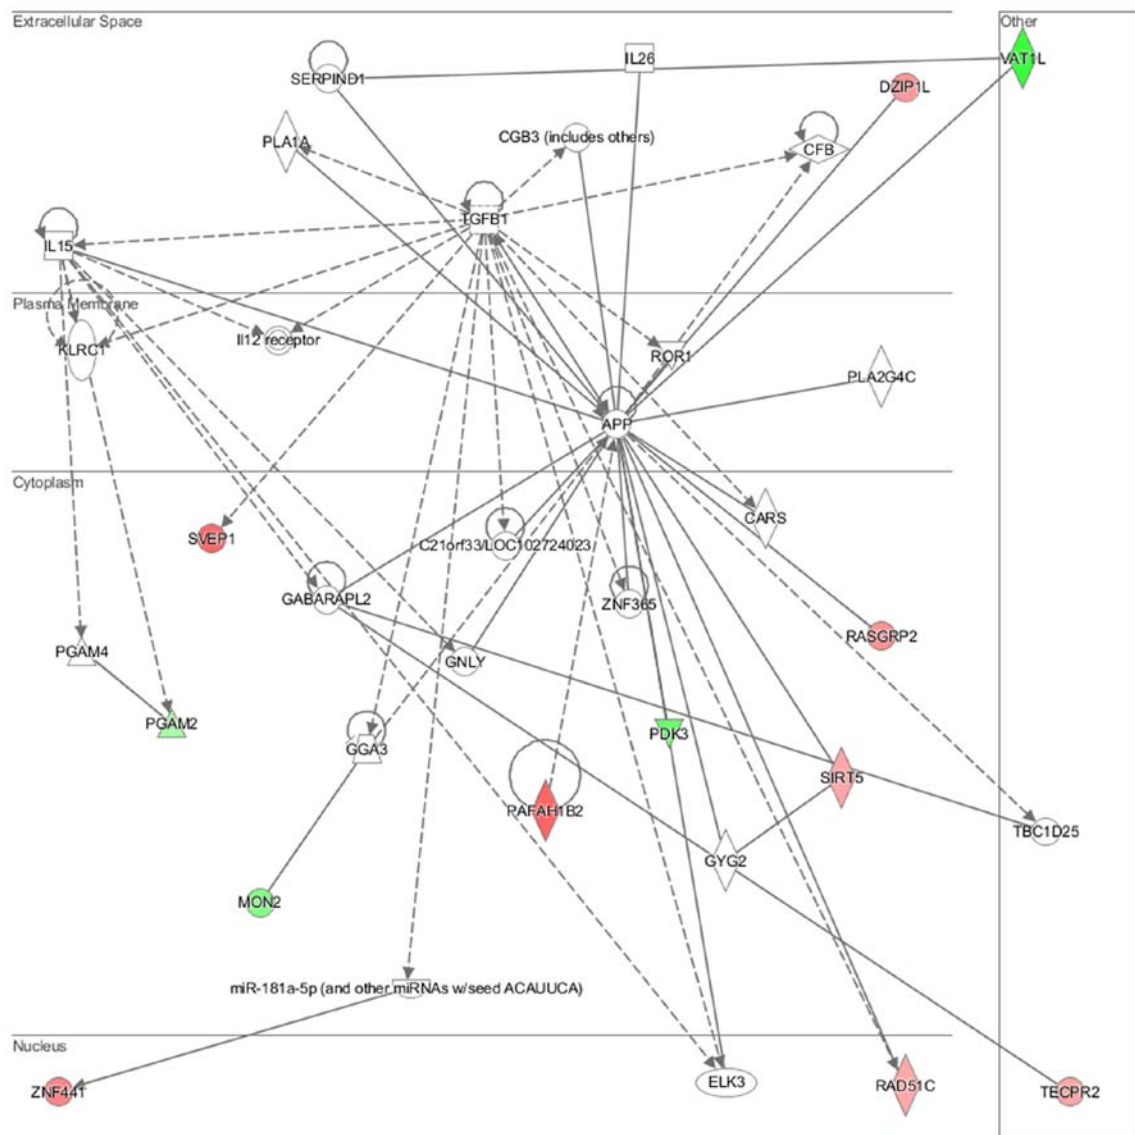 Extracellular Space
Other
SERPIND1
IL26
VAT1L
DZIP1L
PLA1A
CGB3 (includes others)
CFB
TGFB1
IL15
Plasma Membrane
KLRC1
Il12 receptor
ROR1
PLA2G4C
APP
Cytoplasm
CARS
SVEP1
C21orf33/LOC102724023
GABARAPL2
ZNF365
RASGRP2
PGAM4
GNLY
PGAM2
PDK3
GGA3
SIRT5
PAFAH1B2
TBC1D25
GYG2
MON2
miR-181a-5p (and other miRNAs w/seed ACAUUCA)
Nucleus
ZNF441
ELK3
RAD51C
TECPR2